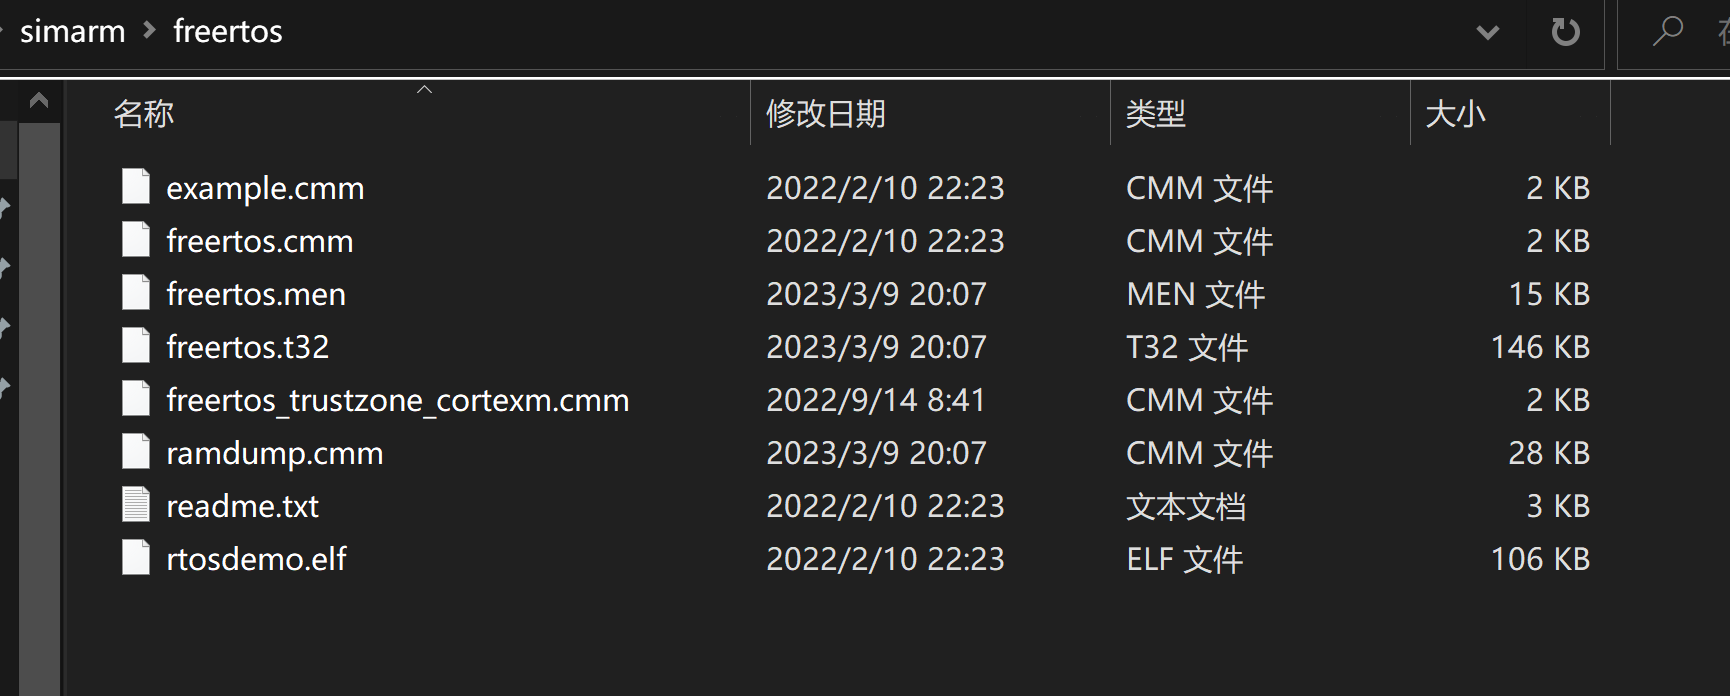 simarm > freertos
名称 修改日期 类型 大小
example.cmm 2022/2/10 22:23 CMM 文件 2 KB
freertos.cmm 2022/2/10 22:23 CMM 文件 2 KB
freertos.men 2023/3/9 20:07 MEN 文件 15 KB
freertos.t32 2023/3/9 20:07 T32 文件 146 KB
freertos_trustzone_cortexm.cmm 2022/9/14 8:41 CMM 文件 2 KB
ramdump.cmm 2023/3/9 20:07 CMM 文件 28 KB
readme.txt 2022/2/10 22:23 文本文档 3 KB
rtosdemo.elf 2022/2/10 22:23 ELF 文件 106 KB